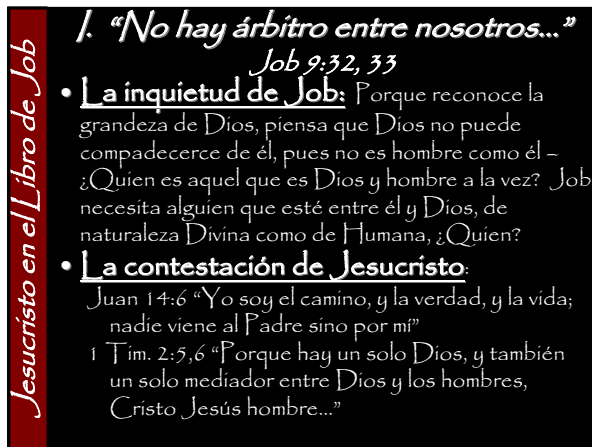 Jesucristo en el Libro de Job
I. “No hay árbitro entre nosotros...”
Job 9:32, 33
• La inquietud de Job: Porque reconoce la
grandeza de Dios, piensa que Dios no puede
compadecerce de él, pues no es hombre como él –
¿Quien es aquel que es Dios y hombre a la vez? Job
necesita alguien que esté entre él y Dios, de
naturaleza Divina como de Humana, ¿Quien?
• La contestación de Jesucristo:
Juan 14:6 “Yo soy el camino, y la verdad, y la vida;
nadie viene al Padre sino por mí”
1 Tim. 2:5,6 “Porque hay un solo Dios, y también
un solo mediador entre Dios y los hombres,
Cristo Jesús hombre...”